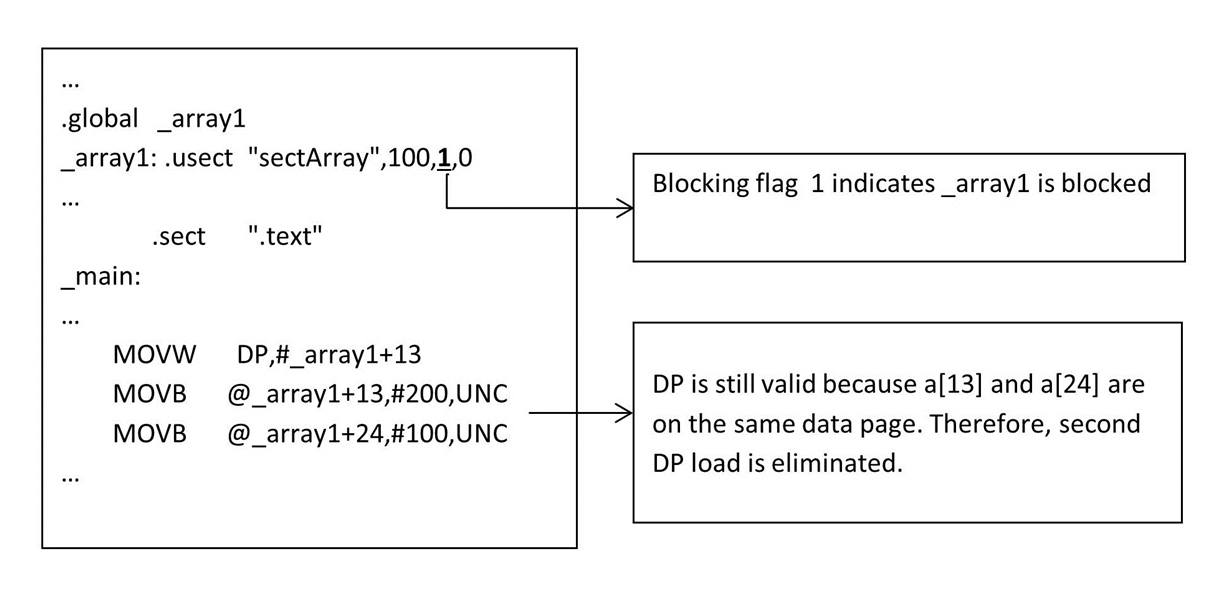 ...
.global _array1
_array1: .usect "sectArray",100,1,0
...
.sect ".text"
_main:
...
MOVW DP,#_array1+13
MOVB @_array1+13,#200,UNC
MOVB @_array1+24,#100,UNC
...
Blocking flag 1 indicates _array1 is blocked
DP is still valid because a[13] and a[24] are
on the same data page. Therefore, second
DP load is eliminated.